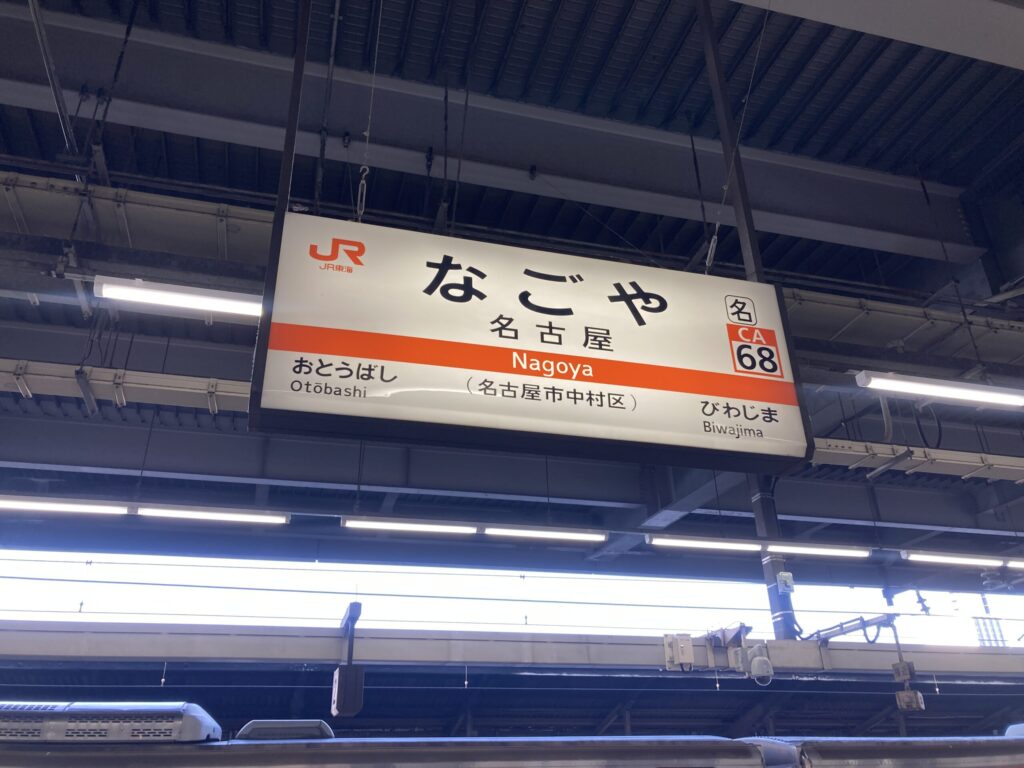 JR
JR東海
なごや
名古屋
Nagoya
名
CA
68
おとうばし
Otōbashi
（名古屋市中村区）
びわじま
Biwajima